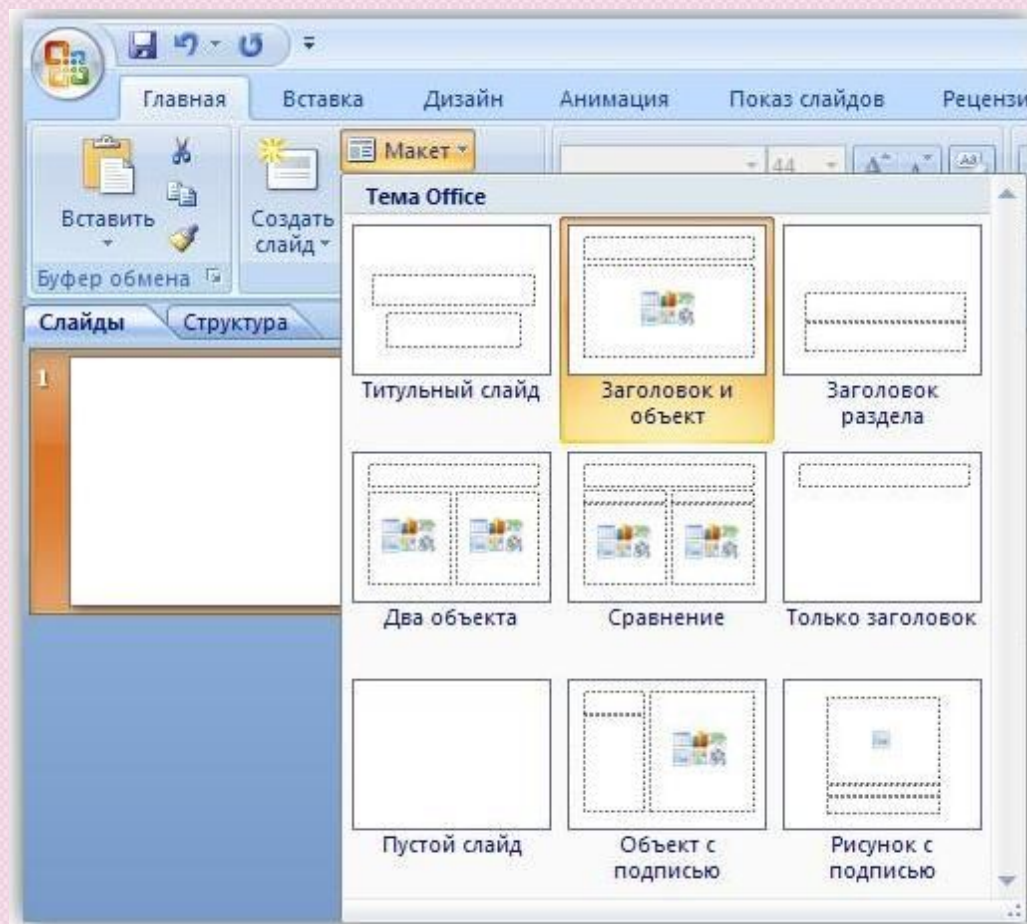 Главная Вставка Дизайн Анимация Показ слайдов Рецензи
Макет
44
Вставить
Создать
слайд
Буфер обмена
Слайды Структура
1
Тема Office
Титульный слайд
Заголовок и
объект
Заголовок
раздела
Два объекта
Сравнение
Только заголовок
Пустой слайд
Объект с
подписью
Рисунок с
подписью